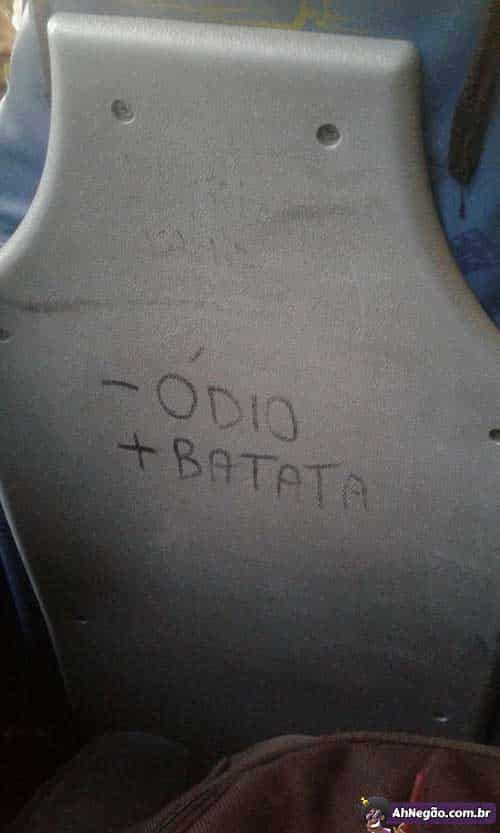 - ÓDIO
+ BATATA
AhNegão.com.br